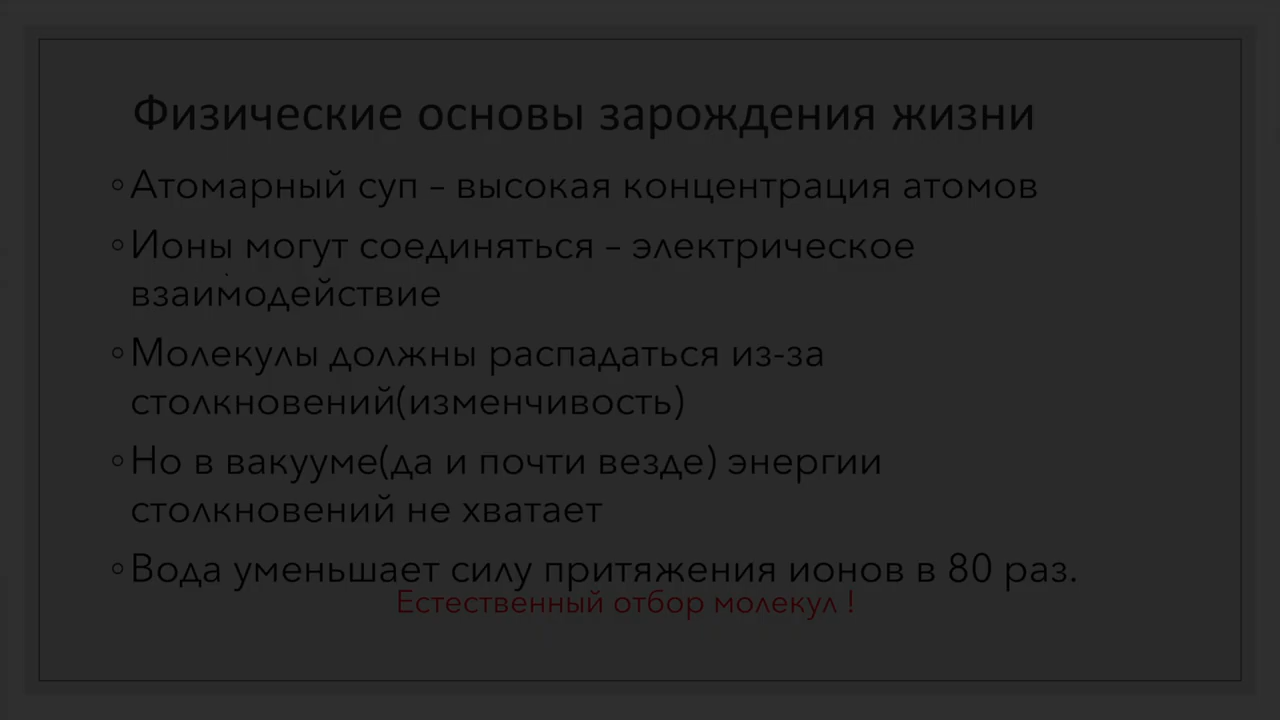 Физические основы зарождения жизни
◦Атомарный суп – высокая концентрация атомов
◦Ионы могут соединяться – электрическое
взаимодействие
◦Молекулы должны распадаться из-за
столкновений(изменчивость)
◦Но в вакууме(да и почти везде) энергии
столкновений не хватает
◦Вода уменьшает силу притяжения ионов в 80 раз.
Естественный отбор молекул !